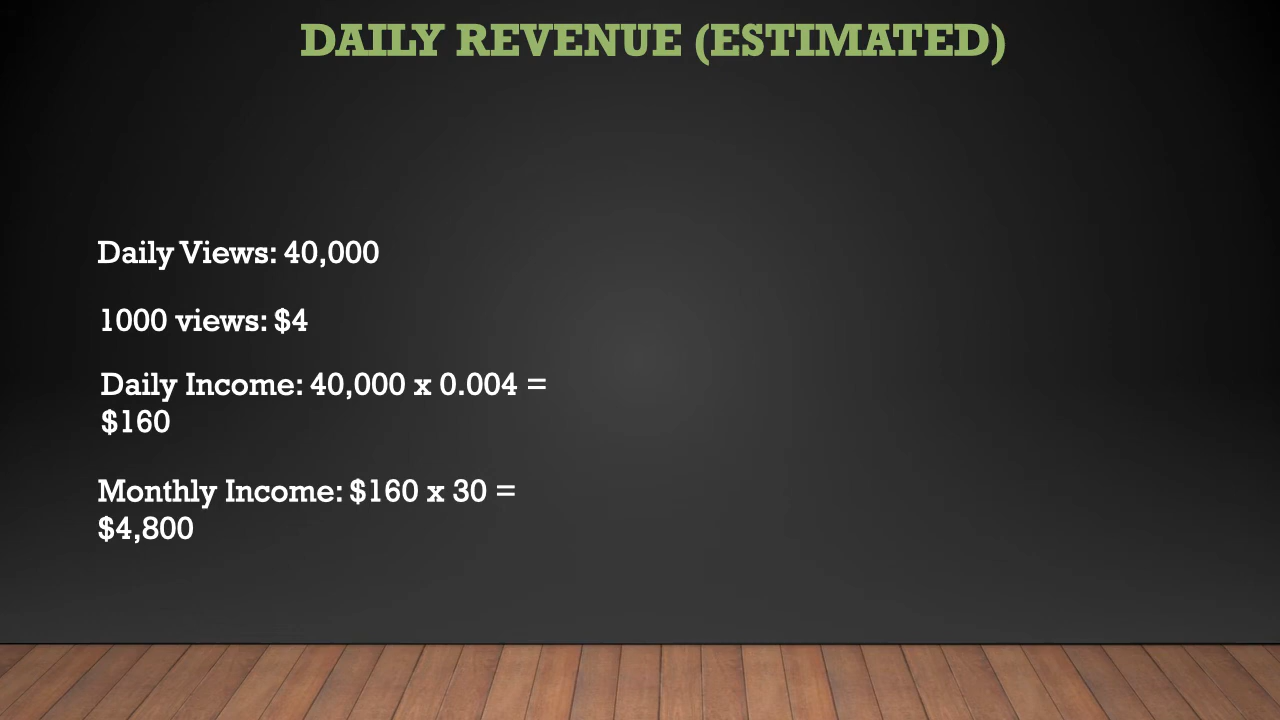 DAILY REVENUE (ESTIMATED)
Daily Views: 40,000
1000 views: $4
Daily Income: 40,000 x 0.004 =
$160
Monthly Income: $160 x 30 =
$4,800